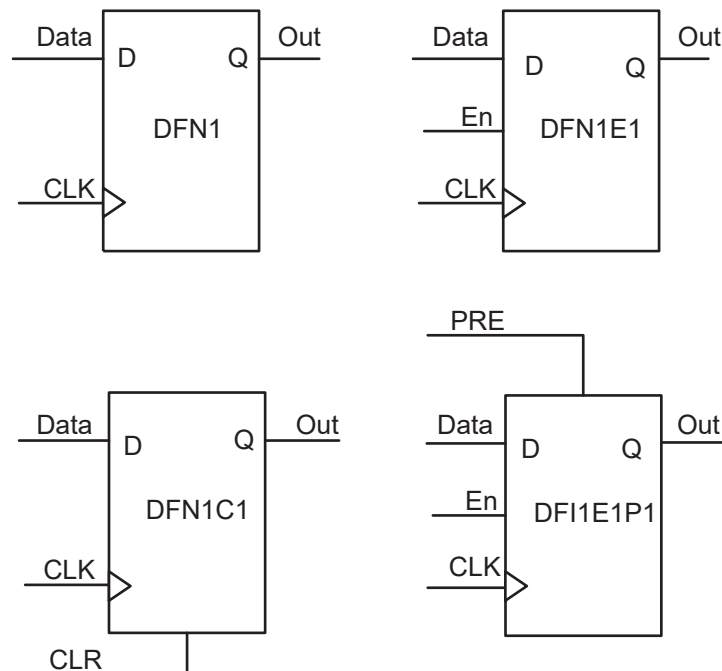 Data
D
Q
Out
DFN1
CLK
Data
D
Q
Out
En
DFN1E1
CLK
Data
D
Q
Out
DFN1C1
CLK
CLR
PRE
Data
D
Q
Out
En
DFI1E1P1
CLK